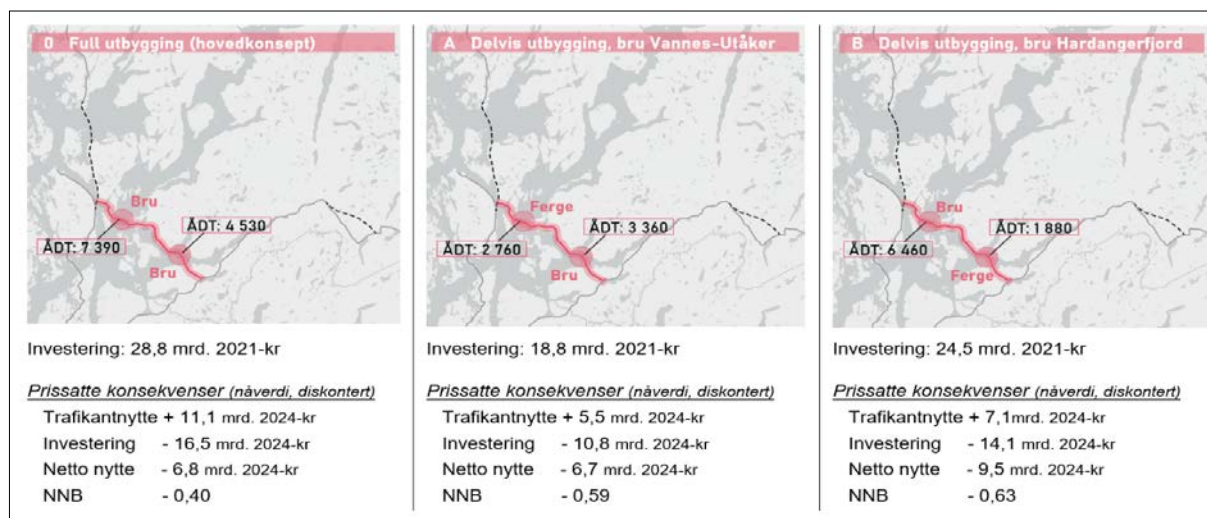 0 Full utbygging (hovedkonsept)
Bru
ÅDT: 4 530
ÅDT: 7 390
Bru
Investering: 28,8 mrd. 2021-kr
Prissatte konsekvenser (nåverdi, diskontert)
Trafikantnytte + 11,1 mrd. 2024-kr
Investering - 16,5 mrd. 2024-kr
Netto nytte - 6,8 mrd. 2024-kr
NNB - 0,40
A Delvis utbygging, bru Vannes-Utåker
Ferge
ÅDT: 3 360
ÅDT: 2 760
Bru
Investering: 18,8 mrd. 2021-kr
Prissatte konsekvenser (nåverdi, diskontert)
Trafikantnytte + 5,5 mrd. 2024-kr
Investering - 10,8 mrd. 2024-kr
Netto nytte - 6,7 mrd. 2024-kr
NNB - 0,59
B Delvis utbygging, bru Hardangerfjord
Bru
ÅDT: 1 880
ÅDT: 6 460
Ferge
Investering: 24,5 mrd. 2021-kr
Prissatte konsekvenser (nåverdi, diskontert)
Trafikantnytte + 7,1mrd. 2024-kr
Investering - 14,1 mrd. 2024-kr
Netto nytte - 9,5 mrd. 2024-kr
NNB - 0,63